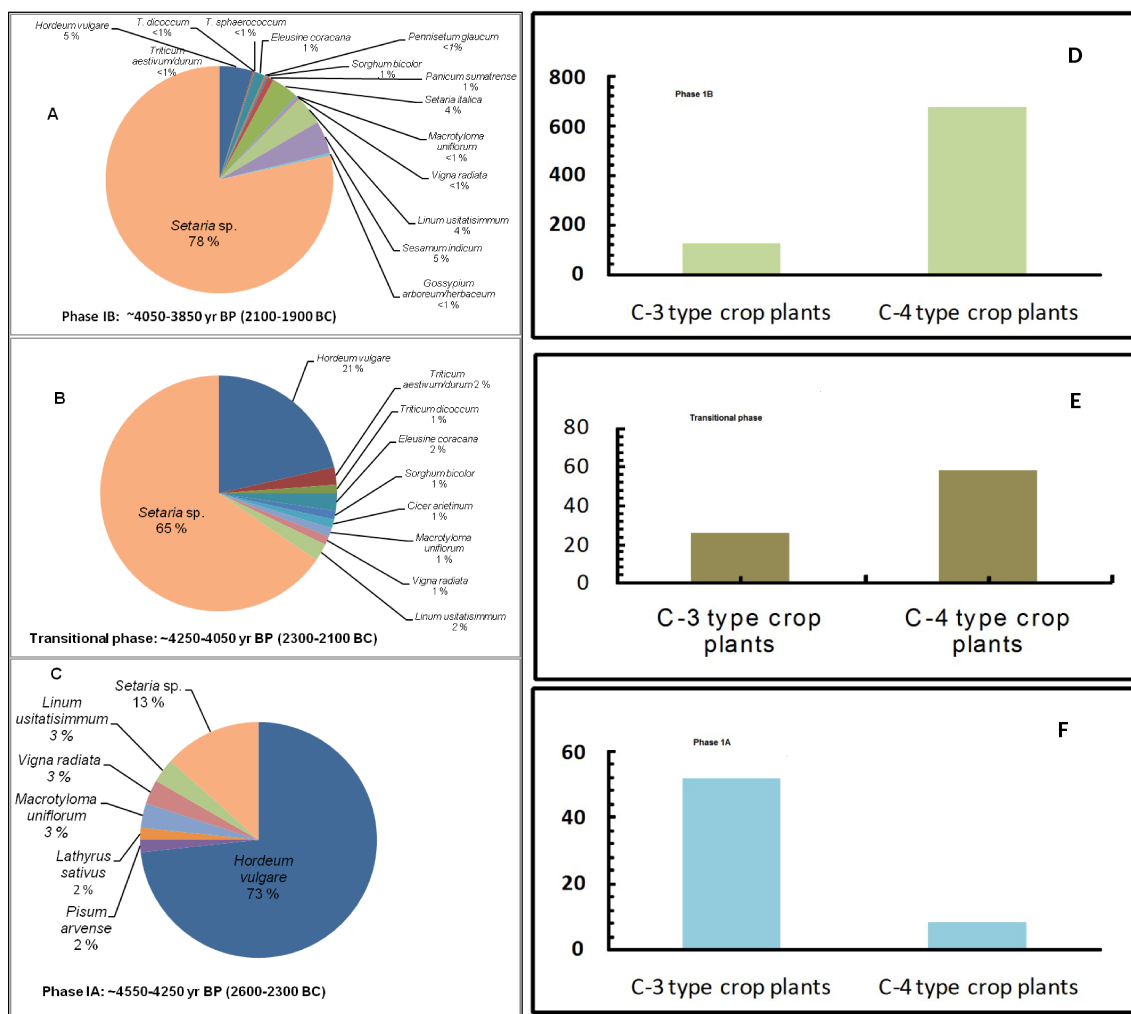 Hordeum vulgare
5 %
T. dicoccum
<1%
T. sphaerococcum
<1%
Eleusine coracana
1 %
Pennisetum glaucum
<1%
Triticum
aestivum/durum
<1%
Sorghum bicolor
1 %
Panicum sumatrense
1 %
Setaria italica
4 %
A
Macrotyloma
uniflorum
<1%
Vigna radiata
<1%
Linum usitatisimmum
4 %
Setaria sp.
78 %
Sesamum indicum
5 %
Gossypium
arboreum/herbaceum
<1 %
Phase IB: ~4050-3850 yr BP (2100-1900 BC)
Hordeum vulgare
21 %
B
Triticum
aestivum/durum 2 %
Triticum dicoccum
1 %
Eleusine coracana
2 %
Sorghum bicolor
1 %
Cicer arietinum
1 %
Setaria sp.
65 %
Macrotyloma
uniflorum
1 %
Vigna radiata
1 %
Linum usitatisimmum
2 %
Transitional phase: ~4250-4050 yr BP (2300-2100 BC)
C
Setaria sp.
13 %
Linum
usitatisimmum
3 %
Vigna radiata
3 %
Macrotyloma
uniflorum
3 %
Lathyrus
sativus
2 %
Pisum
arvense
2 %
Hordeum
vulgare
73 %
Phase IA: ~4550-4250 yr BP (2600-2300 BC)
D
Phase 1B
800
600
400
200
0
C-3 type crop plants
C-4 type crop plants
E
Transitional phase
80
60
40
20
0
C-3 type crop
plants
C-4 type crop
plants
F
Phase 1A
60
40
20
0
C-3 type crop plants
C-4 type crop plants